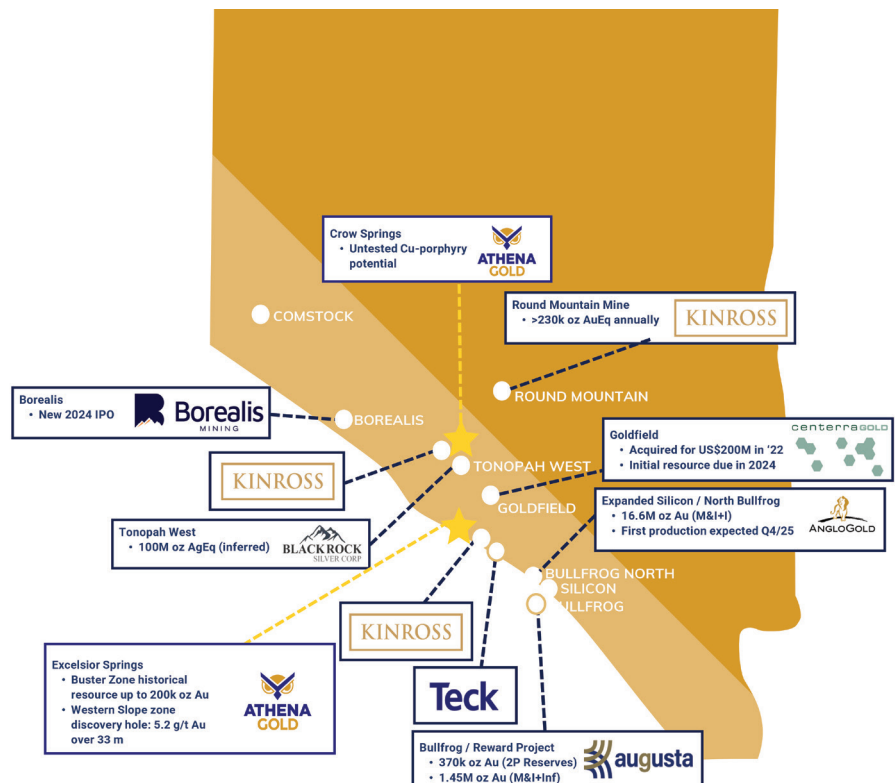 Crow Springs
• Untested Cu-porphyry
potential
ATHENA
GOLD
COMSTOCK
Round Mountain Mine
• >230k oz AuEq annually
KINROSS
ROUND MOUNTAIN
Borealis
• New 2024 IPO
Borealis
MINING
BOREALIS
KINROSS
TONOPAH WEST
Goldfield
• Acquired for US$200M in ‘22
• Initial resource due in 2024
centerraGOLD
GOLDFIELD
Tonopah West
• 100M oz AgEq (inferred)
BLACKROCK
SILVER CORP
Expanded Silicon / North Bullfrog
• 16.6M oz Au (M&I+I)
• First production expected Q4/25
ANGLOGOLD
BULLFROG NORTH
SILICON
ULLFROG
KINROSS
Teck
Excelsior Springs
• Buster Zone historical
resource up to 200k oz Au
• Western Slope zone
discovery hole: 5.2 g/t Au
over 33 m
ATHENA
GOLD
Bullfrog / Reward Project
• 370k oz Au (2P Reserves)
• 1.45M oz Au (M&I+Inf)
augusta